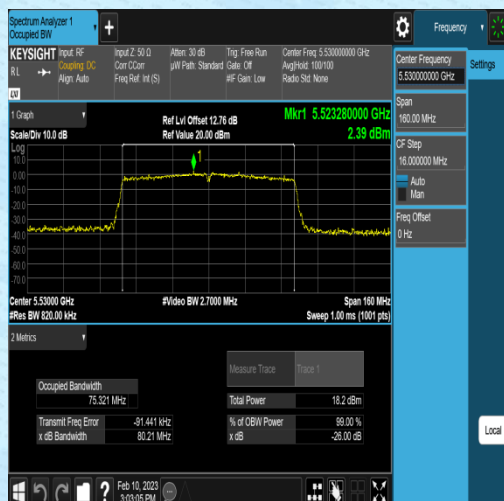 Spectrum Analyzer 1
Occupied BW
Frequency
KEYSIGHT
R L
Input: RF
Coupling: DC
Align: Auto
Input Z: 50 Ω
Corr CCorr
Freq Ref: Int (S)
Atten: 30 dB
µW Path: Standard
Trig: Free Run
Gate: Off
#IF Gain: Low
Center Freq: 5.530000000 GHz
Avg|Hold: 100/100
Radio Std: None
Center Frequency
5.530000000 GHz
Settings
Span
160.00 MHz
CF Step
16.000000 MHz
Auto
Man
Freq Offset
0 Hz
1 Graph
Scale/Div 10.0 dB
Ref Lvl Offset 12.76 dB
Ref Value 20.00 dBm
Mkr1 5.523280000 GHz
2.39 dBm
Log
10.0
0.00
-10.0
-20.0
-30.0
-40.0
-50.0
-60.0
-70.0
1
Center 5.53000 GHz
#Res BW 820.00 kHz
#Video BW 2.7000 MHz
Span 160 MHz
Sweep 1.00 ms (1001 pts)
2 Metrics
Measure Trace
Trace 1
Occupied Bandwidth
75.321 MHz
Total Power
18.2 dBm
Transmit Freq Error
-91.441 kHz
% of OBW Power
99.00 %
x dB Bandwidth
80.21 MHz
x dB
-26.00 dB
Local
Feb 10, 2023
3:03:05 PM